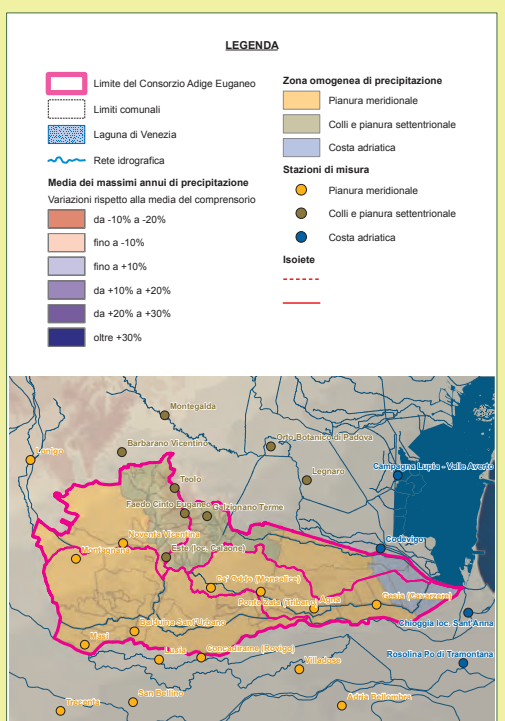 LEGENDA
Limite del Consorzio Adige Euganeo
Limiti comunali
Laguna di Venezia
Rete idrografica
Media dei massimi annui di precipitazione
Variazioni rispetto alla media del comprensorio
da -10% a -20%
fino a -10%
fino a +10%
da +10% a +20%
da +20% a +30%
oltre +30%
Zona omogenea di precipitazione
Pianura meridionale
Colli e pianura settentrionale
Costa adriatica
Stazioni di misura
Pianura meridionale
Colli e pianura settentrionale
Costa adriatica
Isoiete
Montegalda
Barbarano Vicentino
Orto Botanico di Padova
Lonigo
Campagna Lupia - Valle Averto
Teolo
Legnaro
Faedo Cinto Euganeo
Galzignano Terme
Noventa Vicentina
Codevigo
Montagnana
Este (loc. Calaone)
Ca' Oddo (Monselice)
Ponte Zata (Tribano)
Agna
Gesia (Cavarzere)
Chioggia loc. Sant'Anna
Balduina Sant'Urbano
Masi
Lusia
Concadirame (Rovigo)
Villadose
Rosolina Po di Tramontana
San Bellino
Trecenta
Adria Bellombra